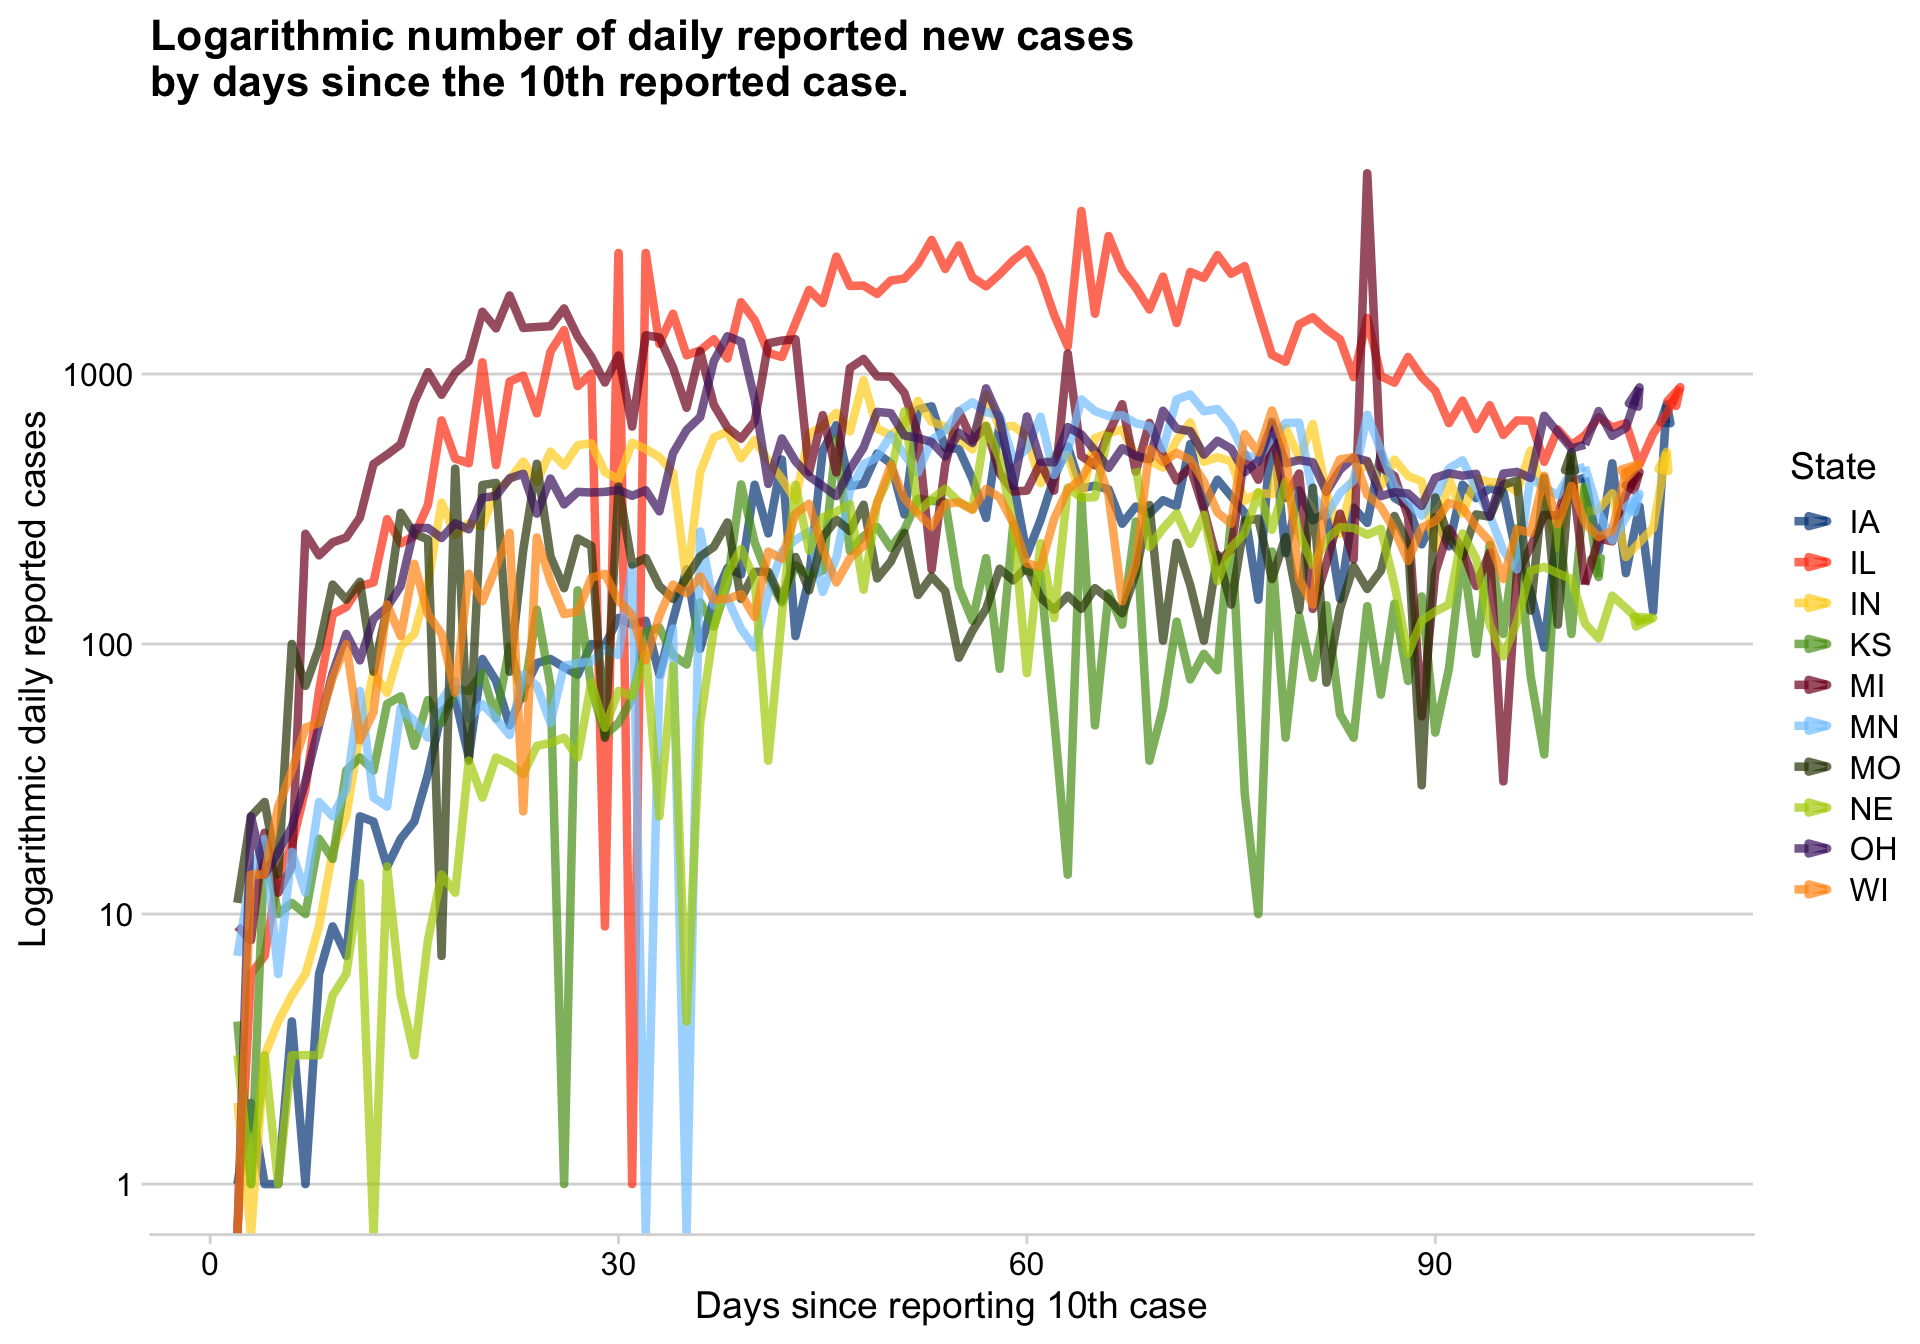 Logarithmic number of daily reported new cases
by days since the 10th reported case.
Logarithmic daily reported cases
1000
100
10
1
0
30
60
90
Days since reporting 10th case
State
IA
IL
IN
KS
MI
MN
MO
NE
OH
WI